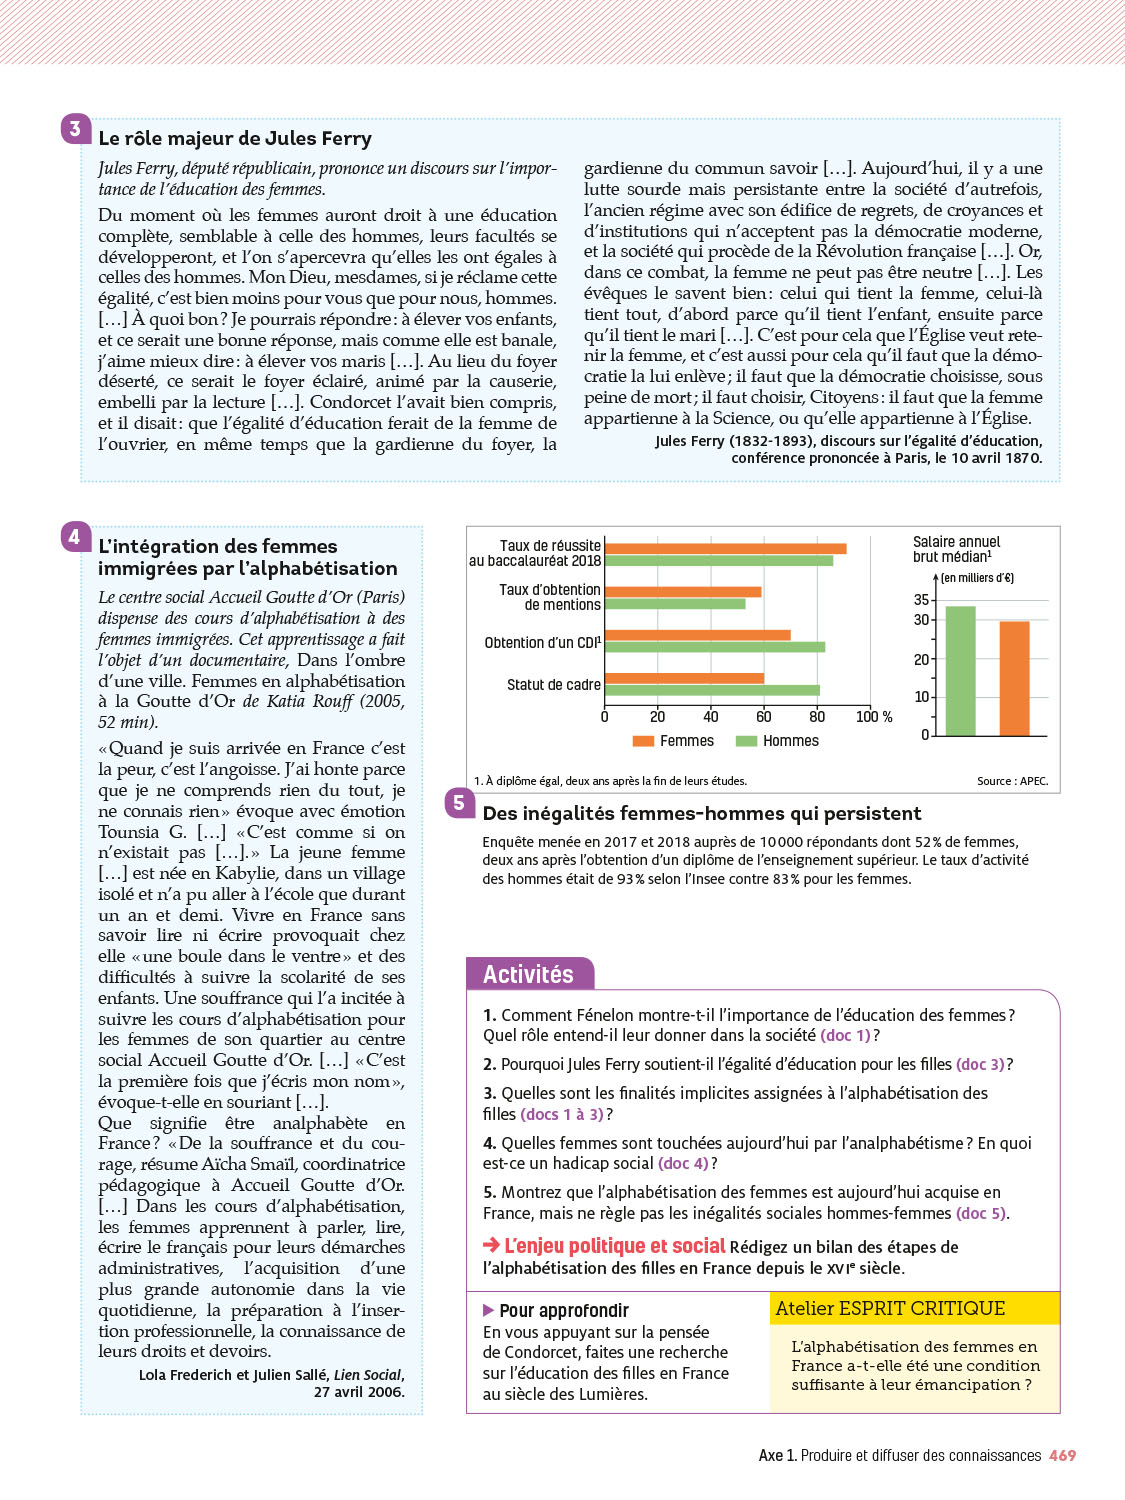 3
Le rôle majeur de Jules Ferry
Jules Ferry, député républicain, prononce un discours sur l'impor-
tance de l'éducation des femmes.
Du moment où les femmes auront droit à une éducation
complète, semblable à celle des hommes, leurs facultés se
développeront, et l'on s'apercevra qu'elles les ont égales à
celles des hommes. Mon Dieu, mesdames, si je réclame cette
égalité, c'est bien moins pour vous que pour nous, hommes.
[…] À quoi bon ? Je pourrais répondre : à élever vos enfants,
et ce serait une bonne réponse, mais comme elle est banale,
j'aime mieux dire : à élever vos maris […]. Au lieu du foyer
déserté, ce serait le foyer éclairé, animé par la causerie,
embelli par la lecture […]. Condorcet l'avait bien compris,
et il disait : que l'égalité d'éducation ferait de la femme de
l'ouvrier, en même temps que la gardienne du foyer, la
gardienne du commun savoir […]. Aujourd'hui, il y a une
lutte sourde mais persistante entre la société d'autrefois,
l'ancien régime avec son édifice de regrets, de croyances et
d'institutions qui n'acceptent pas la démocratie moderne,
et la société qui procède de la Révolution française […]. Or,
dans ce combat, la femme ne peut pas être neutre […]. Les
évêques le savent bien : celui qui tient la femme, celui-là
tient tout, d'abord parce qu'il tient l'enfant, ensuite parce
qu'il tient le mari […]. C'est pour cela que l'Église veut rete-
nir la femme, et c'est aussi pour cela qu'il faut que la démo-
cratie la lui enlève ; il faut que la démocratie choisisse, sous
peine de mort ; il faut choisir, Citoyens : il faut que la femme
appartienne à la Science, ou qu'elle appartienne à l'Église.
Jules Ferry (1832-1893), discours sur l'égalité d'éducation,
conférence prononcée à Paris, le 10 avril 1870.
4
L'intégration des femmes
immigrées par l'alphabétisation
Le centre social Accueil Goutte d'Or (Paris)
dispense des cours d'alphabétisation à des
femmes immigrées. Cet apprentissage a fait
l'objet d'un documentaire, Dans l'ombre
d'une ville. Femmes en alphabétisation
à la Goutte d'Or de Katia Rouff (2005,
52 min).
« Quand je suis arrivée en France c'est
la peur, c'est l'angoisse. J'ai honte parce
que je ne comprends rien du tout, je
ne connais rien » évoque avec émotion
Tounsia G. […] « C'est comme si on
n'existait pas […]. » La jeune femme
[…] est née en Kabylie, dans un village
isolé et n'a pu aller à l'école que durant
un an et demi. Vivre en France sans
savoir lire ni écrire provoquait chez
elle « une boule dans le ventre » et des
difficultés à suivre la scolarité de ses
enfants. Une souffrance qui l'a incitée à
suivre les cours d'alphabétisation pour
les femmes de son quartier au centre
social Accueil Goutte d'Or. […] « C'est
la première fois que j'écris mon nom »,
évoque-t-elle en souriant […].
Que signifie être analphabète en
France ? « De la souffrance et du cou-
rage, résume Aïcha Smaïl, coordinatrice
pédagogique à Accueil Goutte d'Or.
[…] Dans les cours d'alphabétisation,
les femmes apprennent à parler, lire,
écrire le français pour leurs démarches
administratives, l'acquisition d'une
plus grande autonomie dans la vie
quotidienne, la préparation à l'inser-
tion professionnelle, la connaissance de
leurs droits et devoirs.
Lola Frederich et Julien Sallé, Lien Social,
27 avril 2006.
Taux de réussite
au baccalauréat 2018
Taux d'obtention
de mentions
Obtention d'un CDI¹
Statut de cadre
0 20 40 60 80 100 %
Femmes Hommes
Salaire annuel
brut médian¹
(en milliers d'€)
35
30
20
10
0
1. À diplôme égal, deux ans après la fin de leurs études.
Source : APEC.
5
Des inégalités femmes-hommes qui persistent
Enquête menée en 2017 et 2018 auprès de 10 000 répondants dont 52 % de femmes,
deux ans après l'obtention d'un diplôme de l'enseignement supérieur. Le taux d'activité
des hommes était de 93 % selon l'Insee contre 83 % pour les femmes.
Activités
1. Comment Fénelon montre-t-il l'importance de l'éducation des femmes ?
Quel rôle entend-il leur donner dans la société (doc 1) ?
2. Pourquoi Jules Ferry soutient-il l'égalité d'éducation pour les filles (doc 3) ?
3. Quelles sont les finalités implicites assignées à l'alphabétisation des
filles (docs 1 à 3) ?
4. Quelles femmes sont touchées aujourd'hui par l'analphabétisme ? En quoi
est-ce un hadicap social (doc 4) ?
5. Montrez que l'alphabétisation des femmes est aujourd'hui acquise en
France, mais ne règle pas les inégalités sociales hommes-femmes (doc 5).
→ L'enjeu politique et social Rédigez un bilan des étapes de
l'alphabétisation des filles en France depuis le XVIe siècle.
▶ Pour approfondir
En vous appuyant sur la pensée
de Condorcet, faites une recherche
sur l'éducation des filles en France
au siècle des Lumières.
Atelier ESPRIT CRITIQUE
L'alphabétisation des femmes en
France a-t-elle été une condition
suffisante à leur émancipation ?
Axe 1. Produire et diffuser des connaissances 469